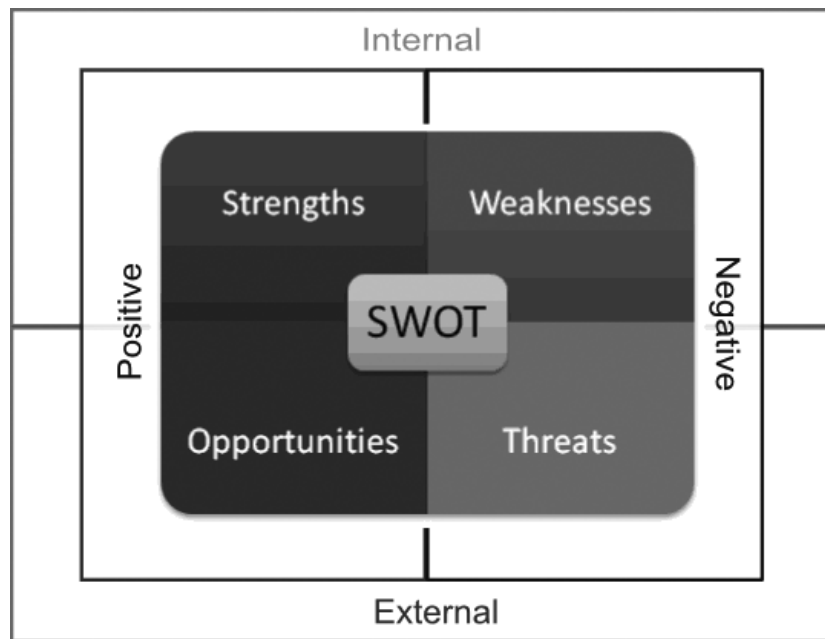 Internal
Strengths
Weaknesses
Positive
SWOT
Negative
Opportunities
Threats
External